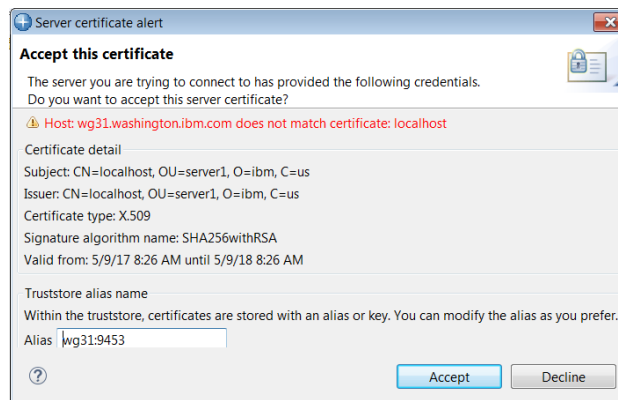 Server certificate alert
Accept this certificate
The server you are trying to connect to has provided the following credentials.
Do you want to accept this server certificate?
Host: wg31.washington.ibm.com does not match certificate: localhost
Certificate detail
Subject: CN=localhost, OU=server1, O=ibm, C=us
Issuer: CN=localhost, OU=server1, O=ibm, C=us
Certificate type: X.509
Signature algorithm name: SHA256withRSA
Valid from: 5/9/17 8:26 AM until 5/9/18 8:26 AM
Truststore alias name
Within the truststore, certificates are stored with an alias or key. You can modify the alias as you prefer.
Alias wg31:9453
? Accept Decline